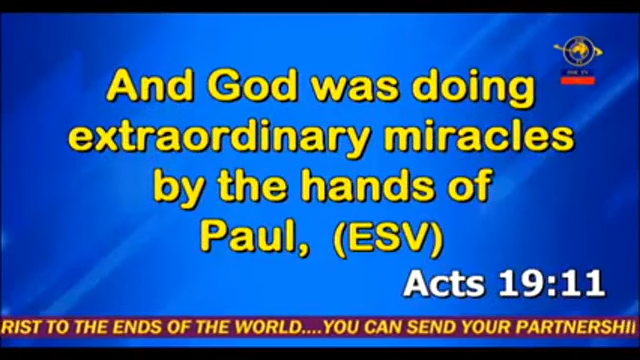 And God was doing
extraordinary miracles
by the hands of
Paul, (ESV)
Acts 19:11
RIST TO THE ENDS OF THE WORLD....YOU CAN SEND YOUR PARTNERSHI